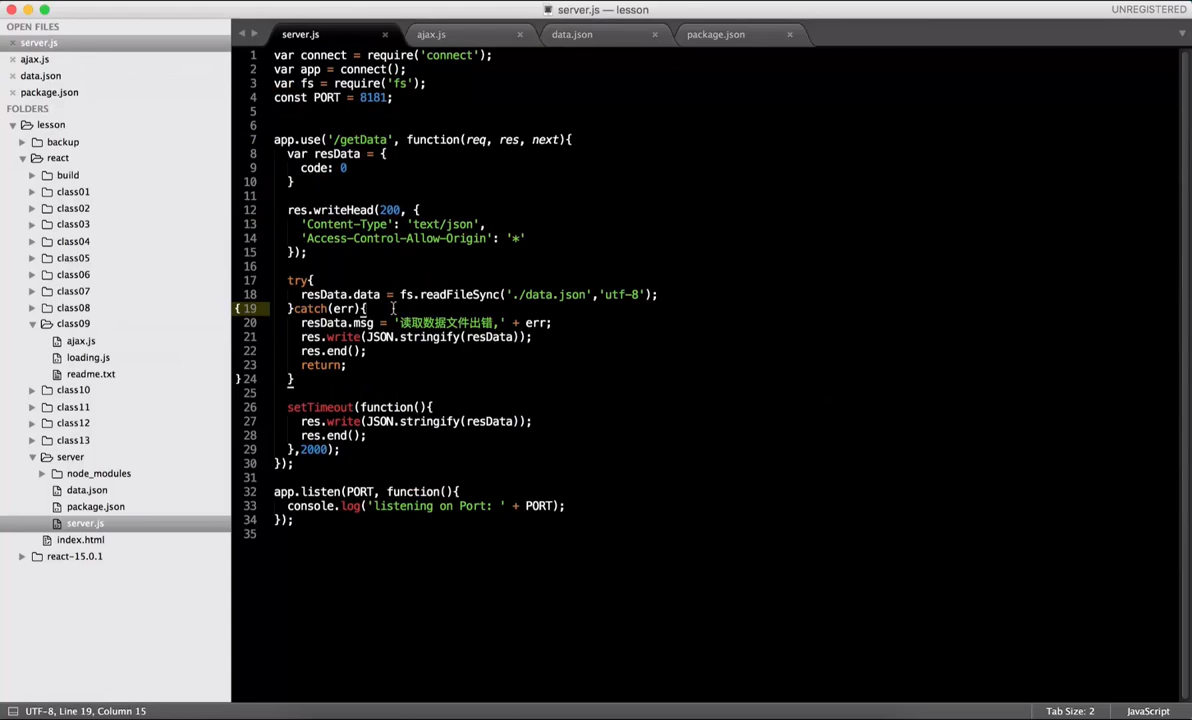 server.js — lesson
UNREGISTERED
OPEN FILES
server.js
ajax.js
data.json
package.json
FOLDERS
lesson
backup
react
build
class01
class02
class03
class04
class05
class06
class07
class08
class09
ajax.js
loading.js
readme.txt
class10
class11
class12
class13
server
node_modules
data.json
package.json
server.js
index.html
react-15.0.1
server.js ajax.js data.json package.json
1 var connect = require('connect');
2 var app = connect();
3 var fs = require('fs');
4 const PORT = 8181;
5
6
7 app.use('/getData', function(req, res, next){
8 var resData = {
9 code: 0
10 }
11
12 res.writeHead(200, {
13 'Content-Type': 'text/json',
14 'Access-Control-Allow-Origin': '*'
15 });
16
17 try{
18 resData.data = fs.readFileSync('./data.json','utf-8');
19 }catch(err){
20 resData.msg = '读取数据文件出错,' + err;
21 res.write(JSON.stringify(resData));
22 res.end();
23 return;
24 }
25
26 setTimeout(function(){
27 res.write(JSON.stringify(resData));
28 res.end();
29 },2000);
30 });
31
32 app.listen(PORT, function(){
33 console.log('listening on Port: ' + PORT);
34 });
35
UTF-8, Line 19, Column 15
Tab Size: 2
JavaScript